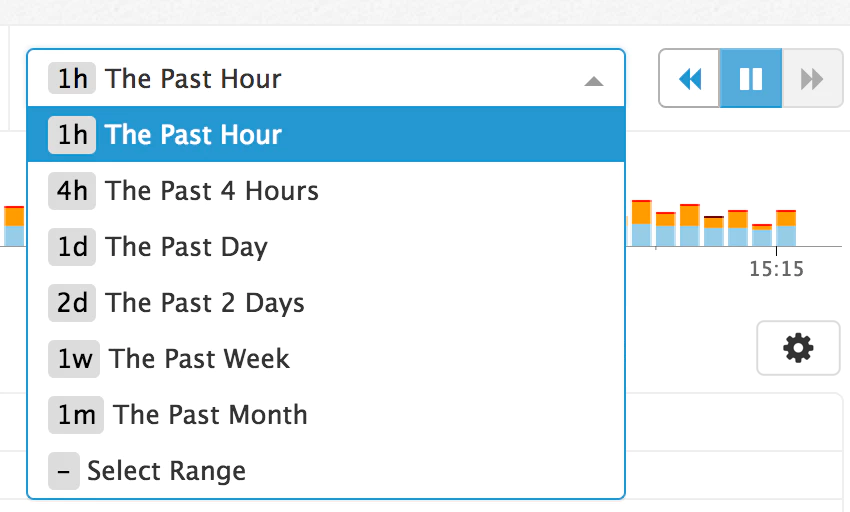 1h The Past Hour
1h The Past Hour
4h The Past 4 Hours
1d The Past Day
2d The Past 2 Days
1w The Past Week
1m The Past Month
– Select Range
15:15